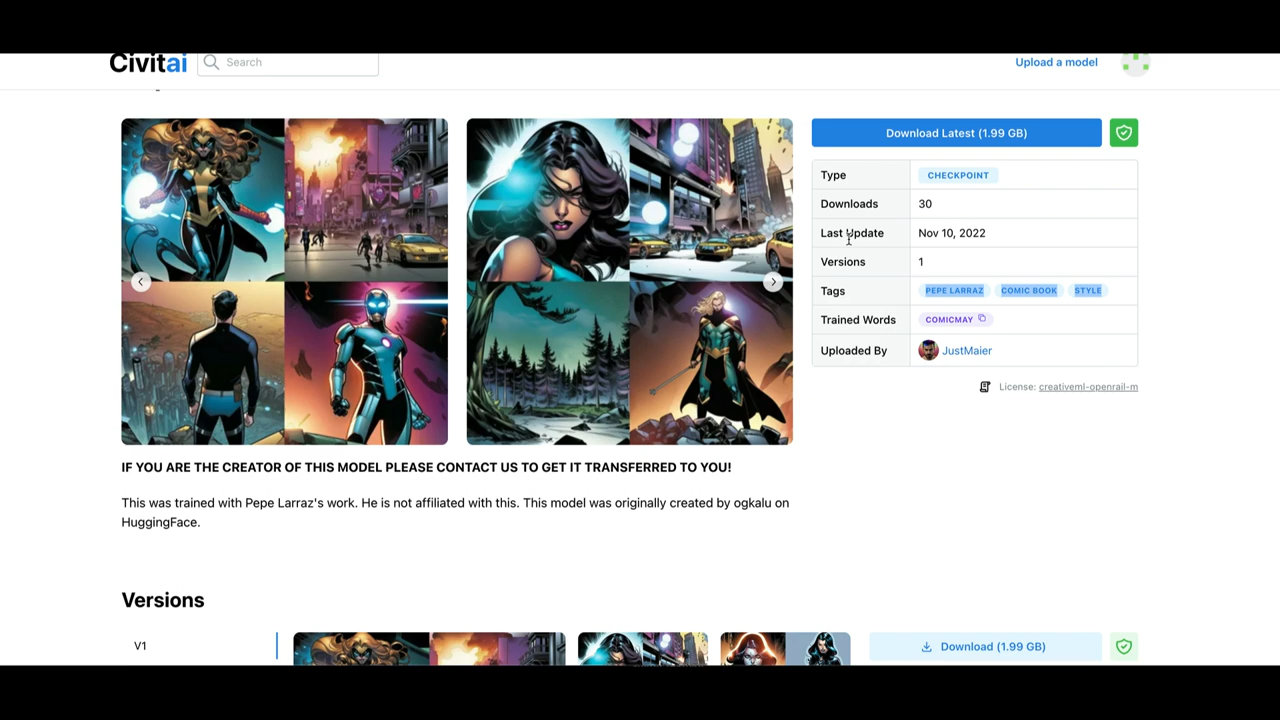 Civitai
Search
Upload a model
Download Latest (1.99 GB)
Type CHECKPOINT
Downloads 30
Last Update Nov 10, 2022
Versions 1
Tags PEPE LARRAZ COMIC BOOK STYLE
Trained Words COMICMAY
Uploaded By JustMaier
License: creativeml-openrail-m
IF YOU ARE THE CREATOR OF THIS MODEL PLEASE CONTACT US TO GET IT TRANSFERRED TO YOU!
This was trained with Pepe Larraz's work. He is not affiliated with this. This model was originally created by ogkalu on
HuggingFace.
Versions
V1
Download (1.99 GB)